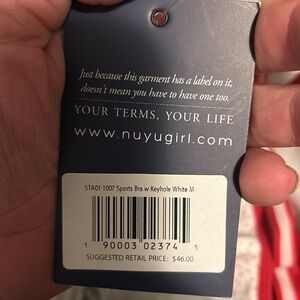 Just because this garment has a label on it,
doesn't mean you have to have one too.
YOUR TERMS, YOUR LIFE
www.nuyugirl.com
STA01 1007 Sports Bra w Keyhole White M
1 90003 02374 5
SUGGESTED RETAIL PRICE: $46.00